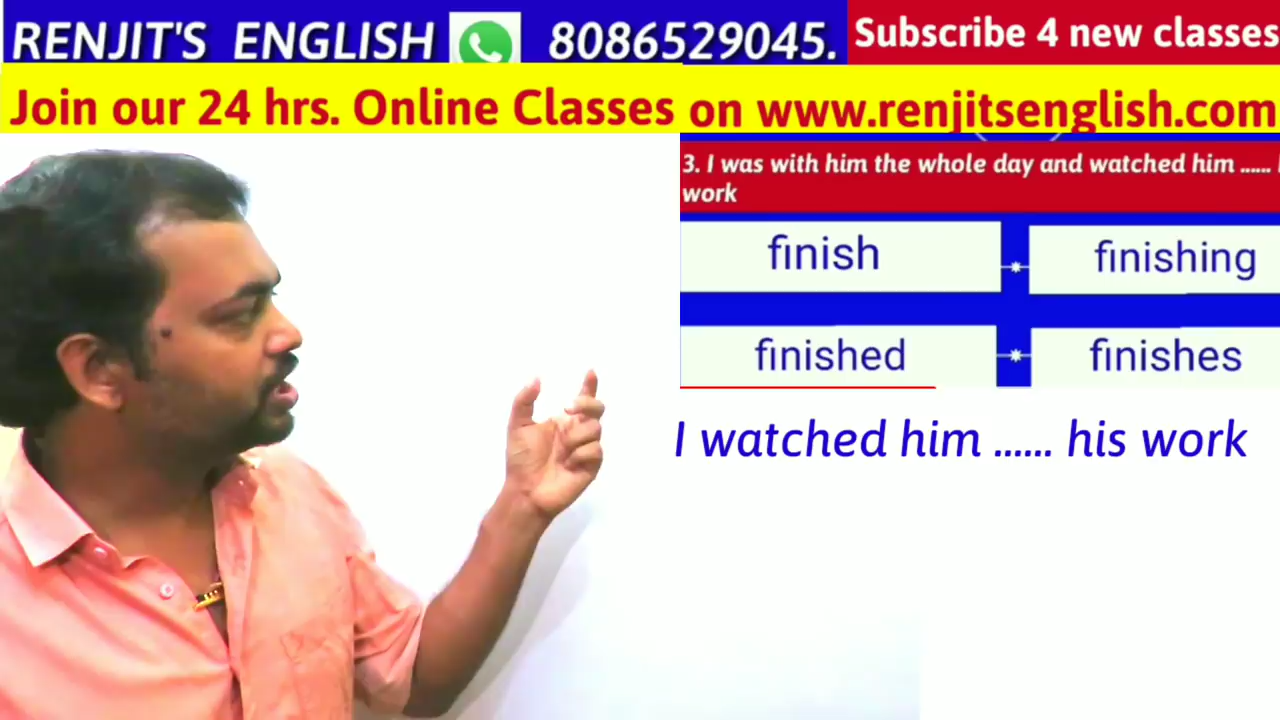 RENJIT'S ENGLISH 8086529045. Subscribe 4 new classes
Join our 24 hrs. Online Classes on www.renjitsenglish.com
3. I was with him the whole day and watched him ......
work
finish finishing
finished finishes
I watched him ...... his work